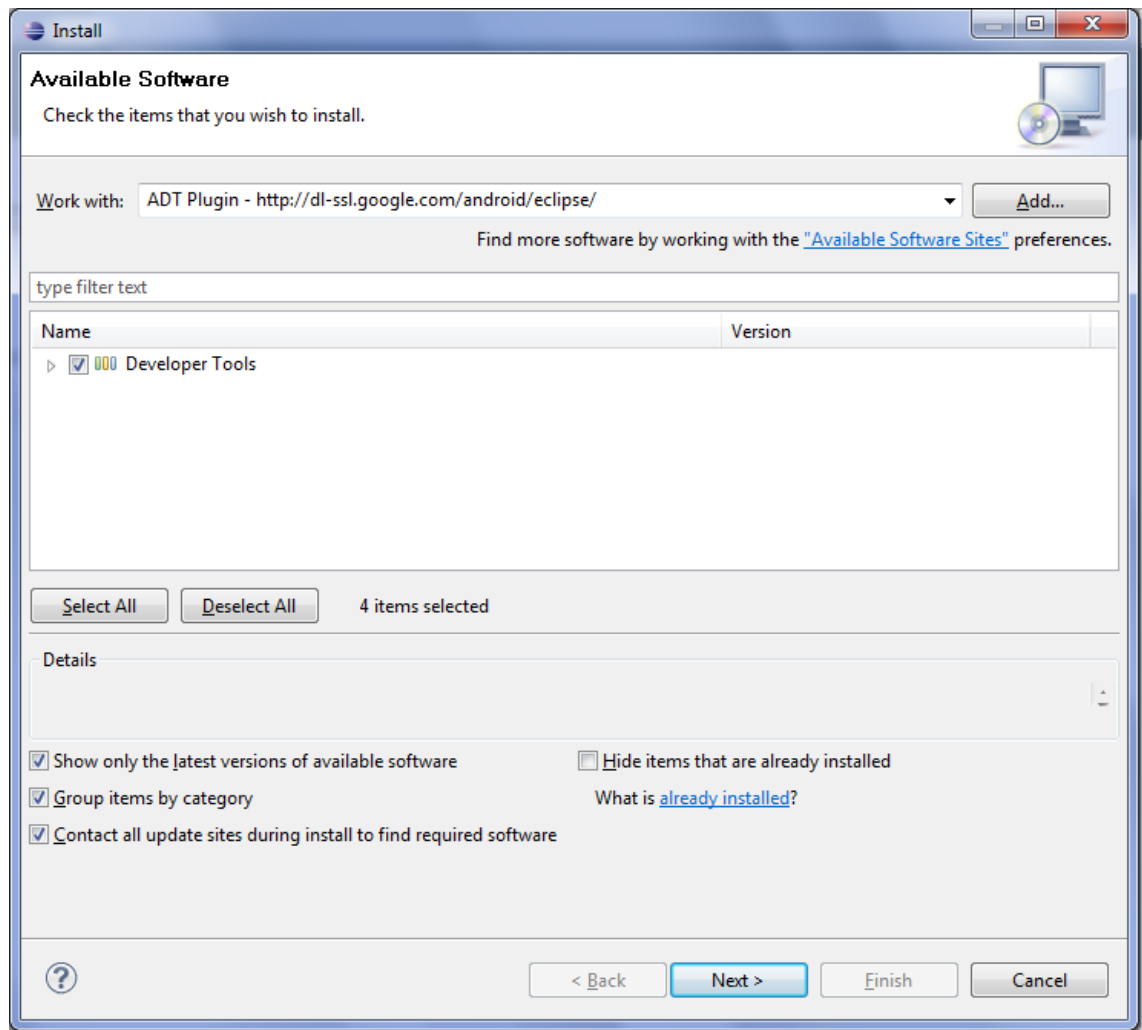 Install
Available Software
Check the items that you wish to install.
Work with: ADT Plugin - http://dl-ssl.google.com/android/eclipse/ Add...
Find more software by working with the "Available Software Sites" preferences.
type filter text
Name Version
Developer Tools
Select All Deselect All 4 items selected
Details
Show only the latest versions of available software Hide items that are already installed
Group items by category What is already installed?
Contact all update sites during install to find required software
? < Back Next > Finish Cancel